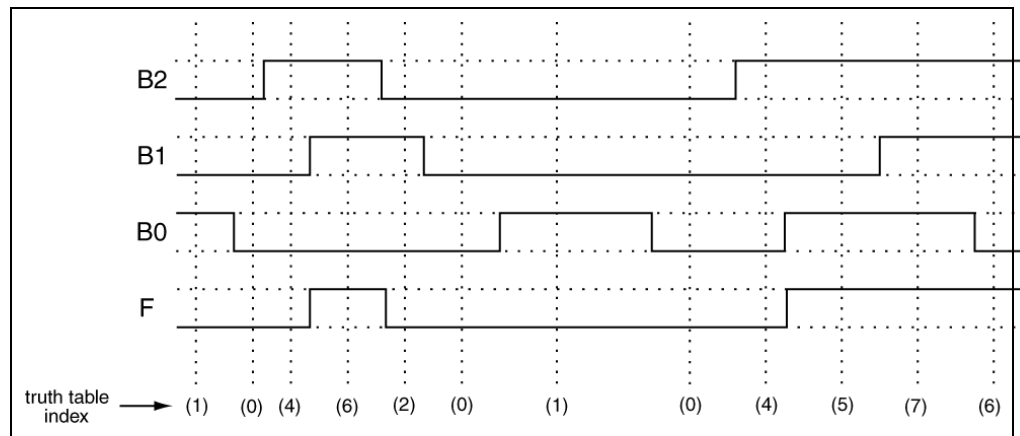 B2
B1
B0
F
truth table
index
(1) (0) (4) (6) (2) (0) (1) (0) (4) (5) (7) (6)